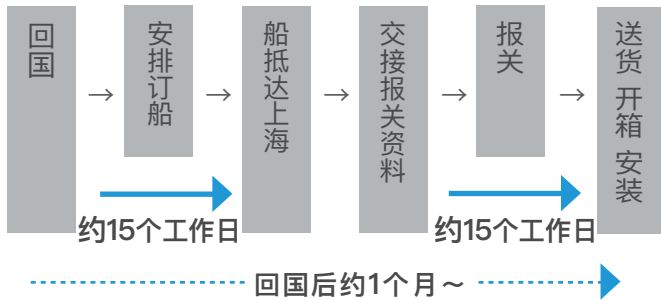 回国
→
安排订船
→
船抵达上海
→
交接报关资料
→
报关
→
送货 开箱 安装
约15个工作日
约15个工作日
回国后约1个月～